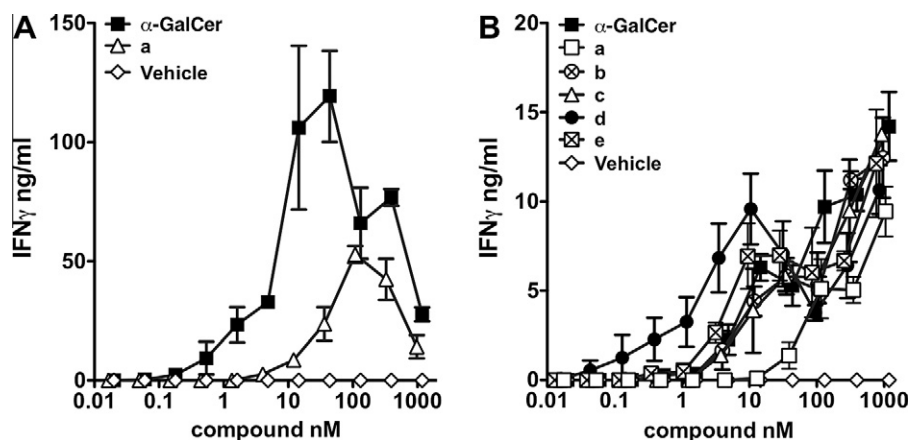 A
α-GalCer
a
Vehicle
IFNγ ng/ml
150
100
50
0
0.01 0.1 1 10 100 1000
compound nM
B
α-GalCer
a
b
c
d
e
Vehicle
IFNγ ng/ml
20
15
10
5
0
0.01 0.1 1 10 100 1000
compound nM